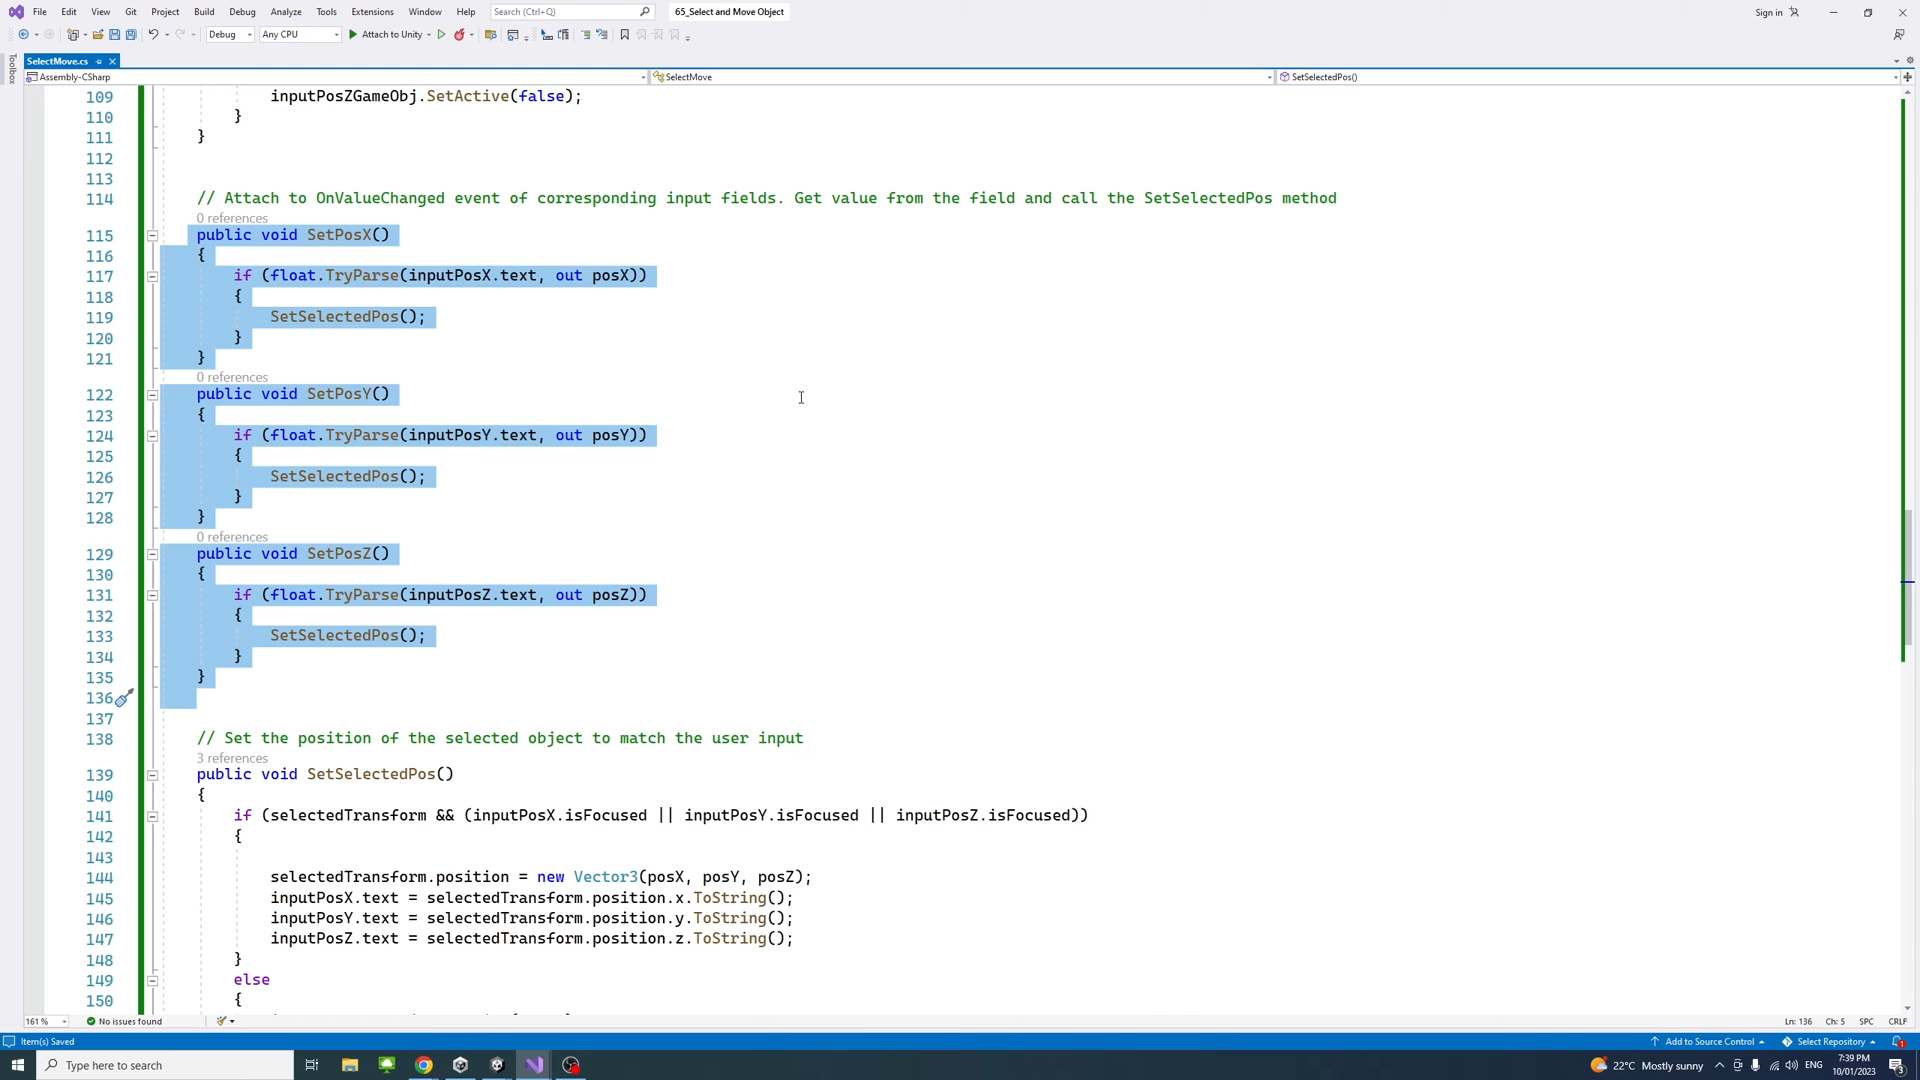 File Edit View Git Project Build Debug Analyze Tools Extensions Window Help Search (Ctrl+Q) 65_Select and Move Object Sign in
Debug Any CPU Attach to Unity
Toolbox
SelectMove.cs
Assembly-CSharp SelectMove SetSelectedPos()
109 inputPosZGameObj.SetActive(false);
110 }
111 }
112
113
114 // Attach to OnValueChanged event of corresponding input fields. Get value from the field and call the SetSelectedPos method
0 references
115 public void SetPosX()
116 {
117 if (float.TryParse(inputPosX.text, out posX))
118 {
119 SetSelectedPos();
120 }
121 }
0 references
122 public void SetPosY()
123 {
124 if (float.TryParse(inputPosY.text, out posY))
125 {
126 SetSelectedPos();
127 }
128 }
0 references
129 public void SetPosZ()
130 {
131 if (float.TryParse(inputPosZ.text, out posZ))
132 {
133 SetSelectedPos();
134 }
135 }
136
137
138 // Set the position of the selected object to match the user input
3 references
139 public void SetSelectedPos()
140 {
141 if (selectedTransform && (inputPosX.isFocused || inputPosY.isFocused || inputPosZ.isFocused))
142 {
143
144 selectedTransform.position = new Vector3(posX, posY, posZ);
145 inputPosX.text = selectedTransform.position.x.ToString();
146 inputPosY.text = selectedTransform.position.y.ToString();
147 inputPosZ.text = selectedTransform.position.z.ToString();
148 }
149 else
150 {
161 % No issues found Ln: 136 Ch: 5 SPC CRLF
Item(s) Saved Add to Source Control Select Repository 1
Type here to search 22°C Mostly sunny ENG 7:39 PM
10/01/2023 3